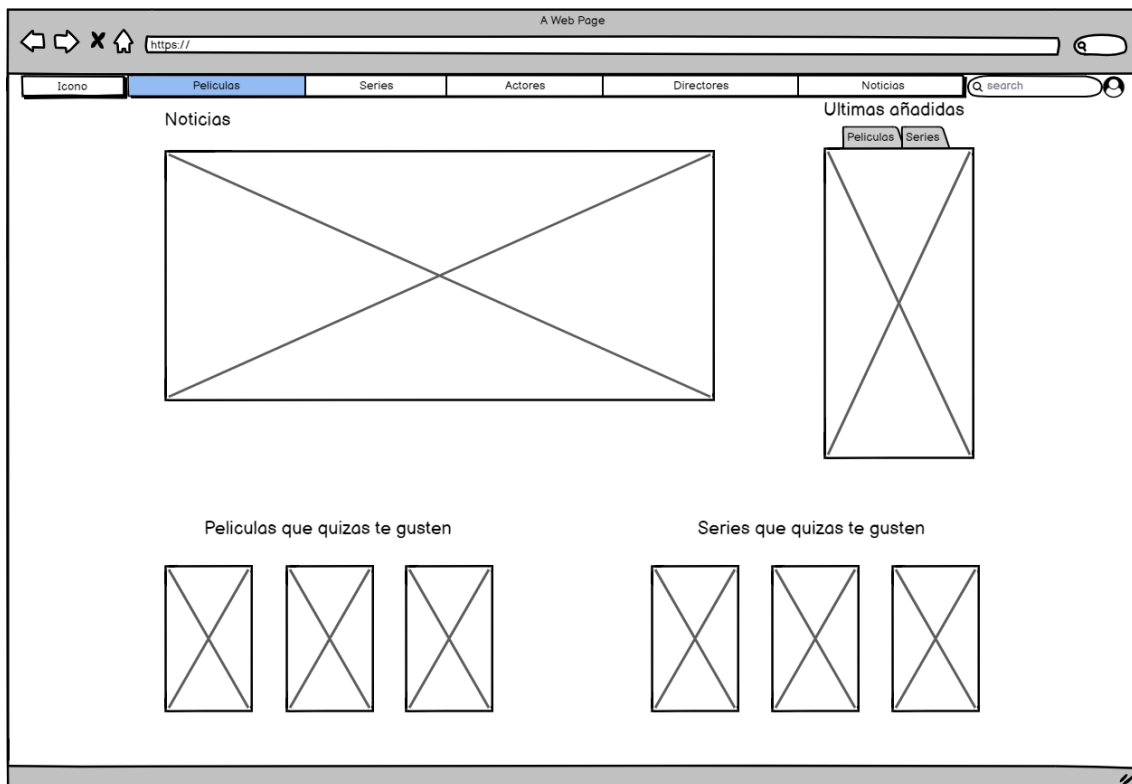 A Web Page
https://
Icono Peliculas Series Actores Directores Noticias search
Noticias
Ultimas añadidas
Peliculas Series
Peliculas que quizas te gusten
Series que quizas te gusten